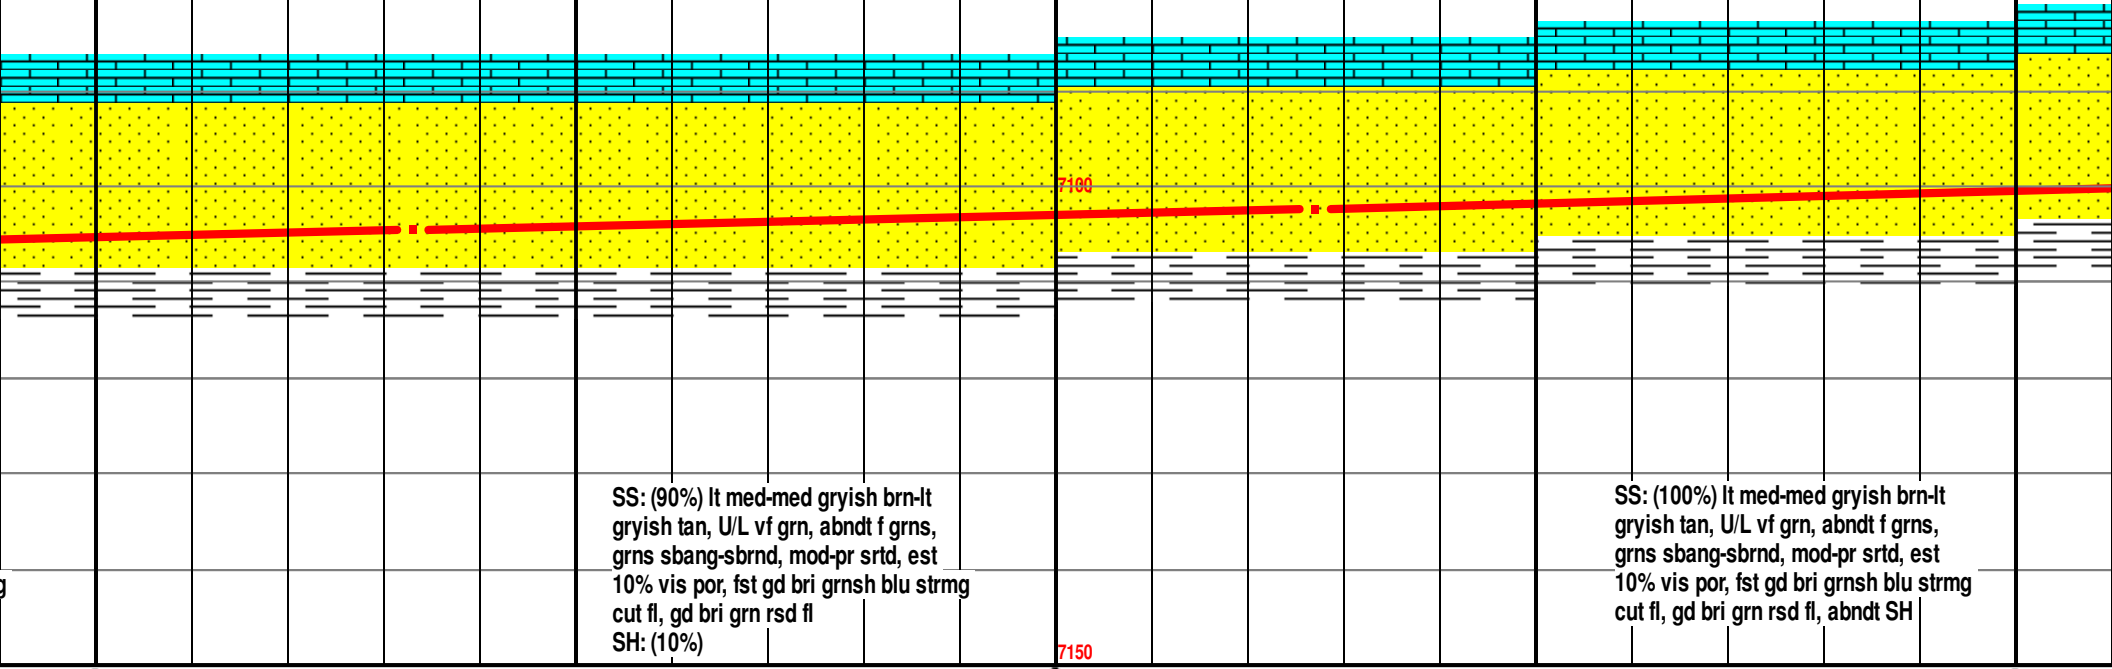 7100
SS: (90%) lt med-med gryish brn-lt
gryish tan, U/L vf grn, abndt f grns,
grns sbang-sbrnd, mod-pr srtd, est
10% vis por, fst gd bri grnsh blu strmg
cut fl, gd bri grn rsd fl
SH: (10%)
SS: (100%) lt med-med gryish brn-lt
gryish tan, U/L vf grn, abndt f grns,
grns sbang-sbrnd, mod-pr srtd, est
10% vis por, fst gd bri grnsh blu strmg
cut fl, gd bri grn rsd fl, abndt SH
g
7150